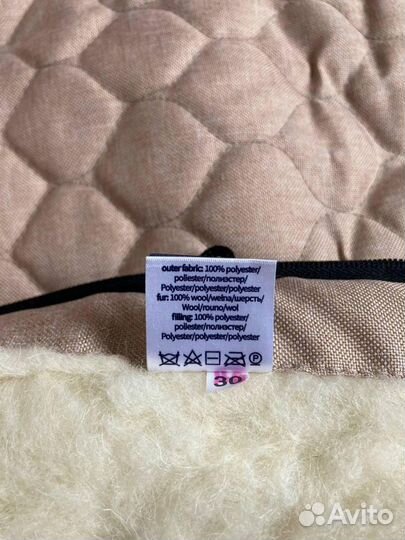 outer fabric: 100% polyester/
poliester/полиэстер/
Polyester/polyester/polyester
fur: 100% wool/wełna/шерсть/
Wool/rouno/wol
filling: 100% polyester/
poliester/полиэстер/
Polyester/polyester/polyester
P
30
Avito